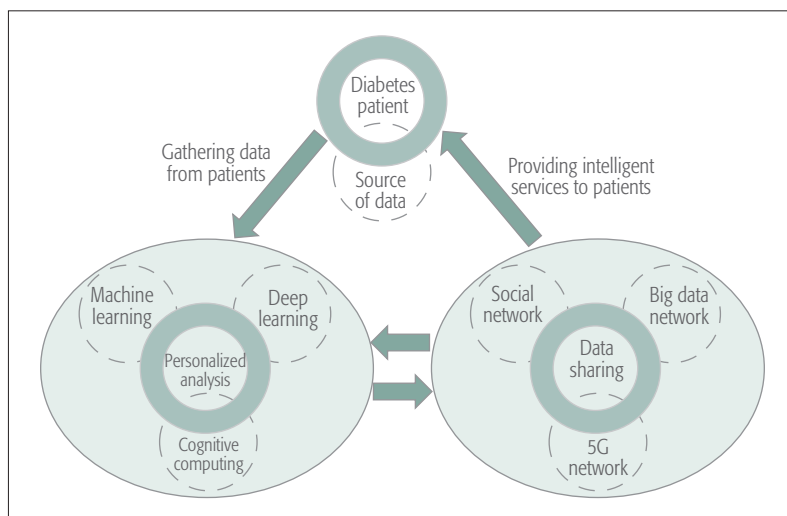 Diabetes
patient
Source
of data
Gathering data
from patients
Providing intelligent
services to patients
Machine
learning
Deep
learning
Personalized
analysis
Cognitive
computing
Social
network
Big data
network
Data
sharing
5G
network